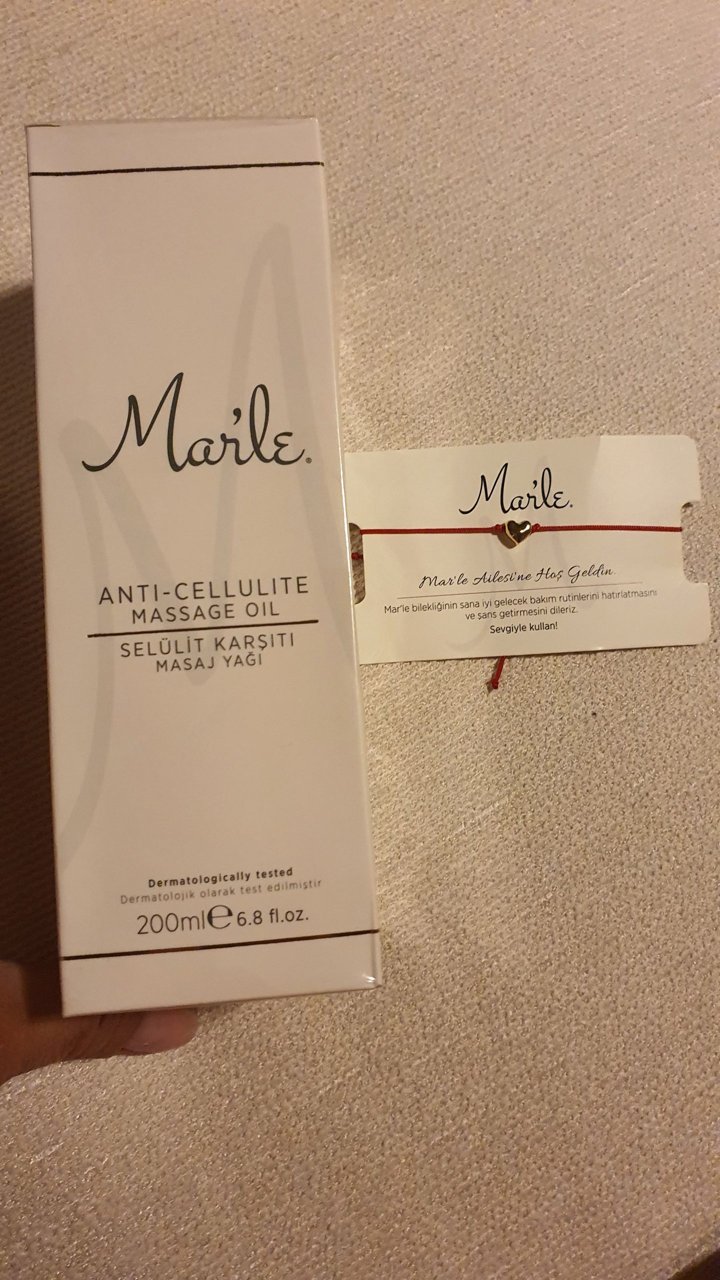 Mar'le.
ANTI-CELLULITE
MASSAGE OIL
SELÜLİT KARŞITI
MASAJ YAĞI
Dermatologically tested
Dermatolojik olarak test edilmiştir
200ml℮ 6.8 fl.oz.
Mar'le.
Mar'le Ailesi'ne Hoş Geldin.
Mar'le bilekliğinin sana iyi gelecek bakım rutinlerini hatırlatmasını
ve şans getirmesini dileriz.
Sevgiyle kullan!